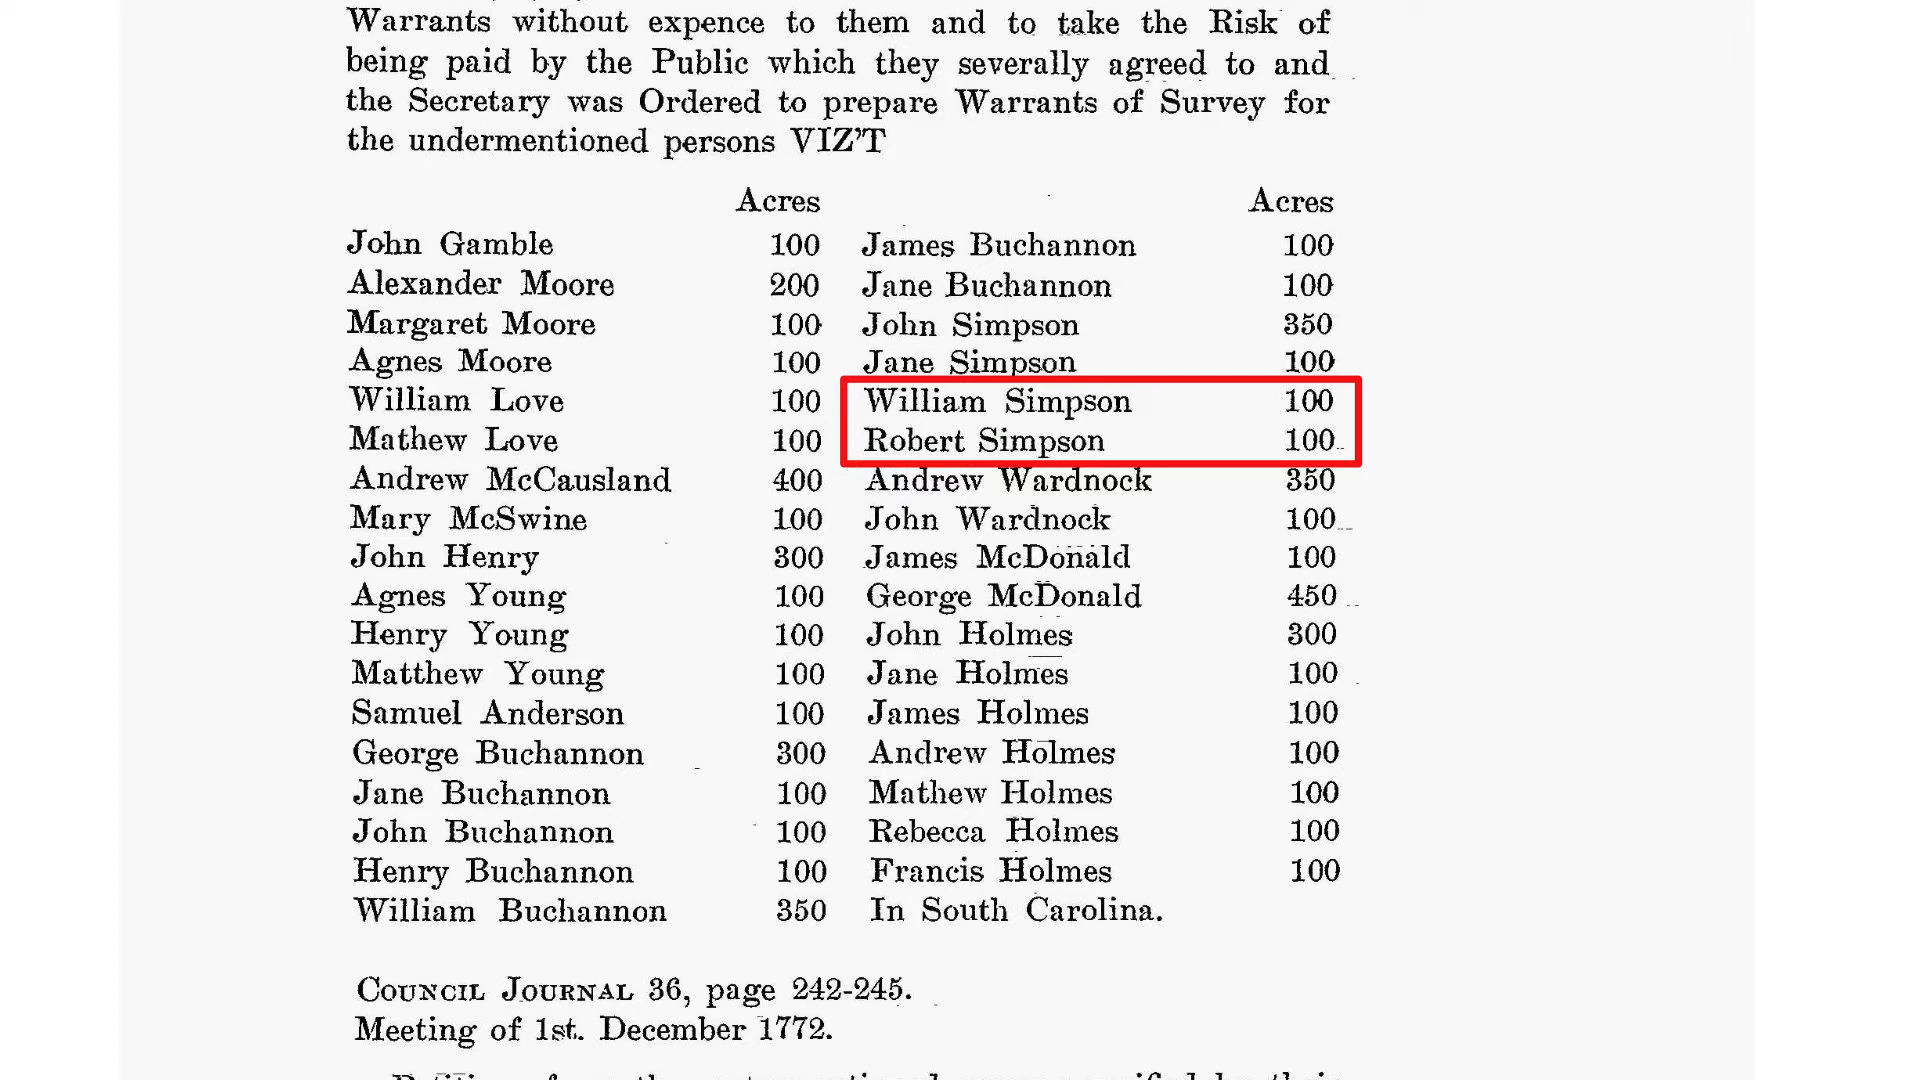 Warrants without expence to them and to take the Risk of
being paid by the Public which they severally agreed to and
the Secretary was Ordered to prepare Warrants of Survey for
the undermentioned persons VIZ'T
Acres Acres
John Gamble 100 James Buchannon 100
Alexander Moore 200 Jane Buchannon 100
Margaret Moore 100 John Simpson 350
Agnes Moore 100 Jane Simpson 100
William Love 100 William Simpson 100
Mathew Love 100 Robert Simpson 100
Andrew McCausland 400 Andrew Wardnock 350
Mary McSwine 100 John Wardnock 100
John Henry 300 James McDonald 100
Agnes Young 100 George McDonald 450
Henry Young 100 John Holmes 300
Matthew Young 100 Jane Holmes 100
Samuel Anderson 100 James Holmes 100
George Buchannon 300 Andrew Holmes 100
Jane Buchannon 100 Mathew Holmes 100
John Buchannon 100 Rebecca Holmes 100
Henry Buchannon 100 Francis Holmes 100
William Buchannon 350 In South Carolina.
COUNCIL JOURNAL 36, page 242-245.
Meeting of 1st. December 1772.